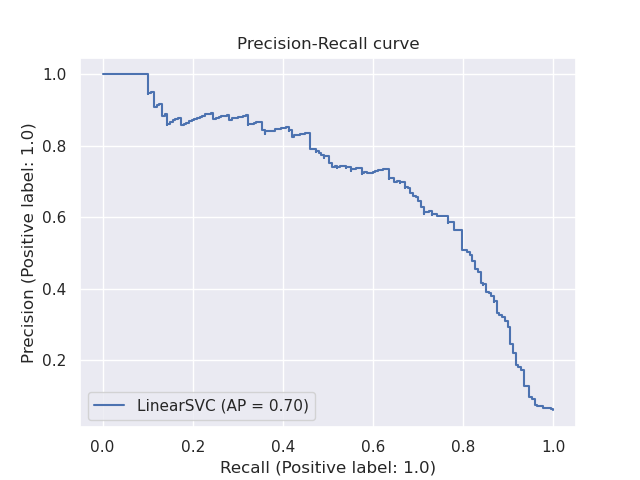 Precision-Recall curve
1.0
0.8
0.6
0.4
0.2
Precision (Positive label: 1.0)
LinearSVC (AP = 0.70)
0.0 0.2 0.4 0.6 0.8 1.0
Recall (Positive label: 1.0)